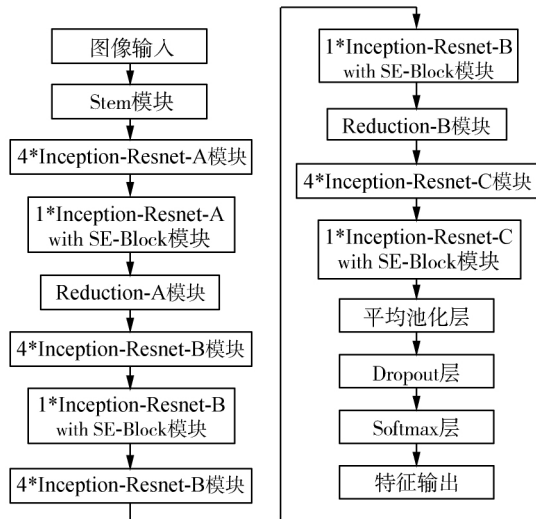 图像输入
Stem模块
4*Inception-Resnet-A模块
1*Inception-Resnet-A
with SE-Block模块
Reduction-A模块
4*Inception-Resnet-B模块
1*Inception-Resnet-B
with SE-Block模块
4*Inception-Resnet-B模块
1*Inception-Resnet-B
with SE-Block模块
Reduction-B模块
4*Inception-Resnet-C模块
1*Inception-Resnet-C
with SE-Block模块
平均池化层
Dropout层
Softmax层
特征输出